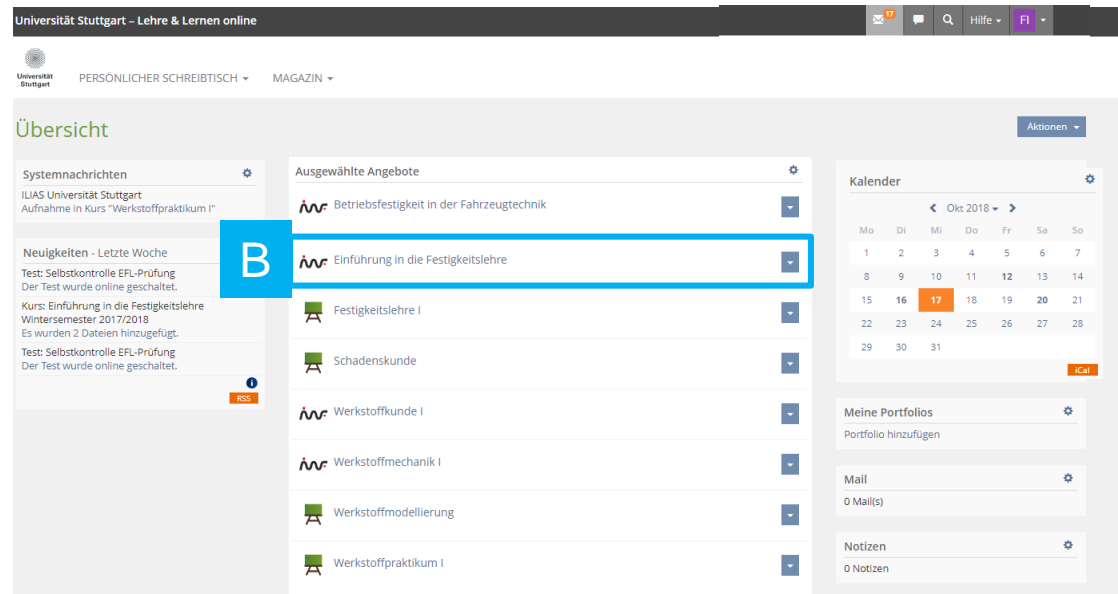 Universität Stuttgart – Lehre & Lernen online
17
Hilfe
FI
Universität
Stuttgart
PERSÖNLICHER SCHREIBTISCH
MAGAZIN
Übersicht
Aktionen
Systemnachrichten
ILIAS Universität Stuttgart
Aufnahme in Kurs "Werkstoffpraktikum I"
Neuigkeiten - Letzte Woche
Test: Selbstkontrolle EFL-Prüfung
Der Test wurde online geschaltet.
Kurs: Einführung in die Festigkeitslehre
Wintersemester 2017/2018
Es wurden 2 Dateien hinzugefügt.
Test: Selbstkontrolle EFL-Prüfung
Der Test wurde online geschaltet.
i
RSS
B
Ausgewählte Angebote
Betriebsfestigkeit in der Fahrzeugtechnik
Einführung in die Festigkeitslehre
Festigkeitslehre I
Schadenskunde
Werkstoffkunde I
Werkstoffmechanik I
Werkstoffmodellierung
Werkstoffpraktikum I
Kalender
Okt 2018
Mo Di Mi Do Fr Sa So
1 2 3 4 5 6 7
8 9 10 11 12 13 14
15 16 17 18 19 20 21
22 23 24 25 26 27 28
29 30 31
iCal
Meine Portfolios
Portfolio hinzufügen
Mail
0 Mail(s)
Notizen
0 Notizen